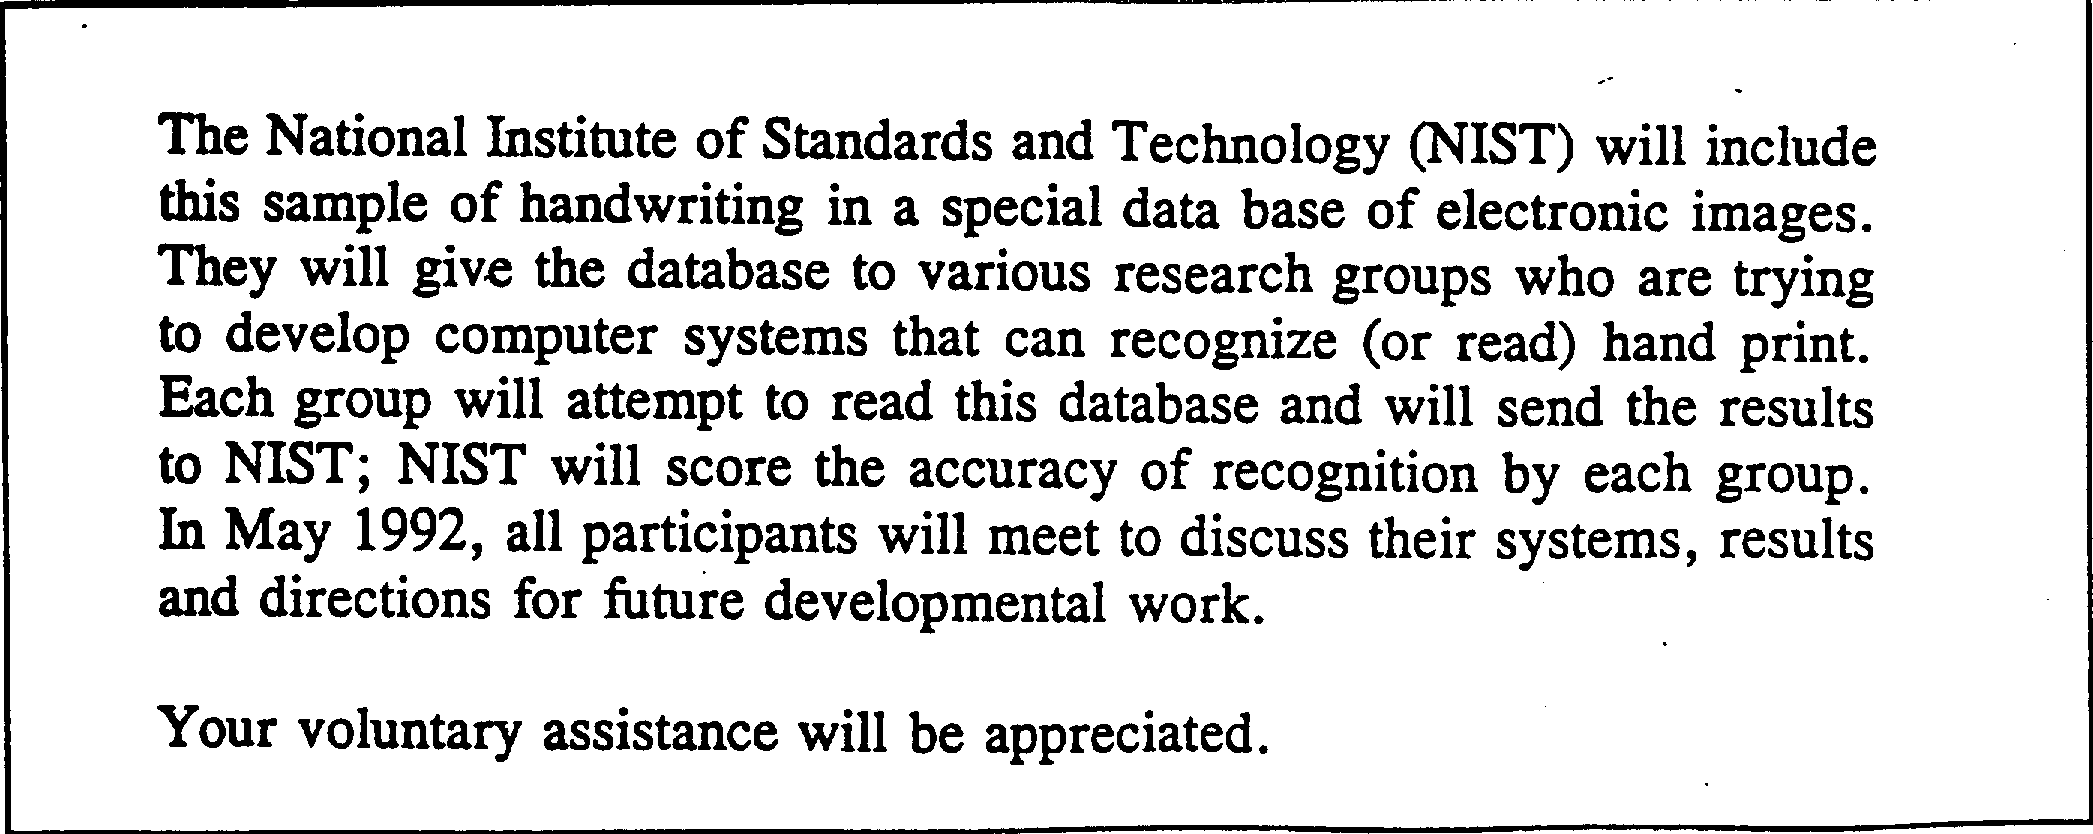 The National Institute of Standards and Technology (NIST) will include
this sample of handwriting in a special data base of electronic images.
They will give the database to various research groups who are trying
to develop computer systems that can recognize (or read) hand print.
Each group will attempt to read this database and will send the results
to NIST; NIST will score the accuracy of recognition by each group.
In May 1992, all participants will meet to discuss their systems, results
and directions for future developmental work.
Your voluntary assistance will be appreciated.